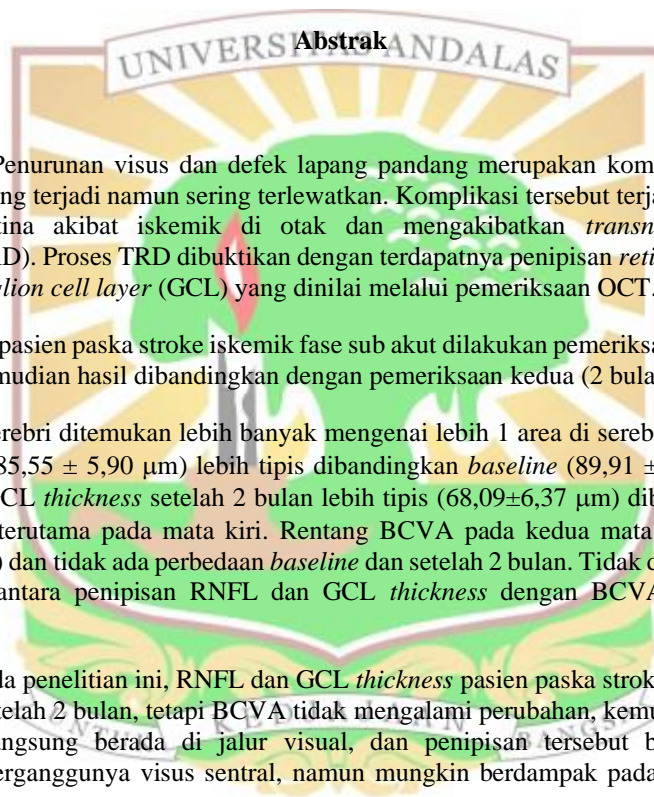 Abstrak
UNIVERSITAS ANDALAS
Penurunan visus dan defek lapang pandang merupakan kom
ng terjadi namun sering terlewatkan. Komplikasi tersebut terja
tina akibat iskemik di otak dan mengakibatkan transn
D). Proses TRD dibuktikan dengan terdapatnya penipisan reti
glion cell layer (GCL) yang dinilai melalui pemeriksaan OCT.
pasien paska stroke iskemik fase sub akut dilakukan pemeriksa
mudian hasil dibandingkan dengan pemeriksaan kedua (2 bula
erebri ditemukan lebih banyak mengenai lebih 1 area di sereb
85,55 ± 5,90 μm) lebih tipis dibandingkan baseline (89,91 ±
GCL thickness setelah 2 bulan lebih tipis (68,09±6,37 μm) dib
terutama pada mata kiri. Rentang BCVA pada kedua mata
) dan tidak ada perbedaan baseline dan setelah 2 bulan. Tidak d
antara penipisan RNFL dan GCL thickness dengan BCVA
da penelitian ini, RNFL dan GCL thickness pasien paska strok
telah 2 bulan, tetapi BCVA tidak mengalami perubahan, kemu
angsung berada di jalur visual, dan penipisan tersebut b
erganggunya visus sentral, namun mungkin berdampak pada
UNTUK KEDJAJAAN BANGSA